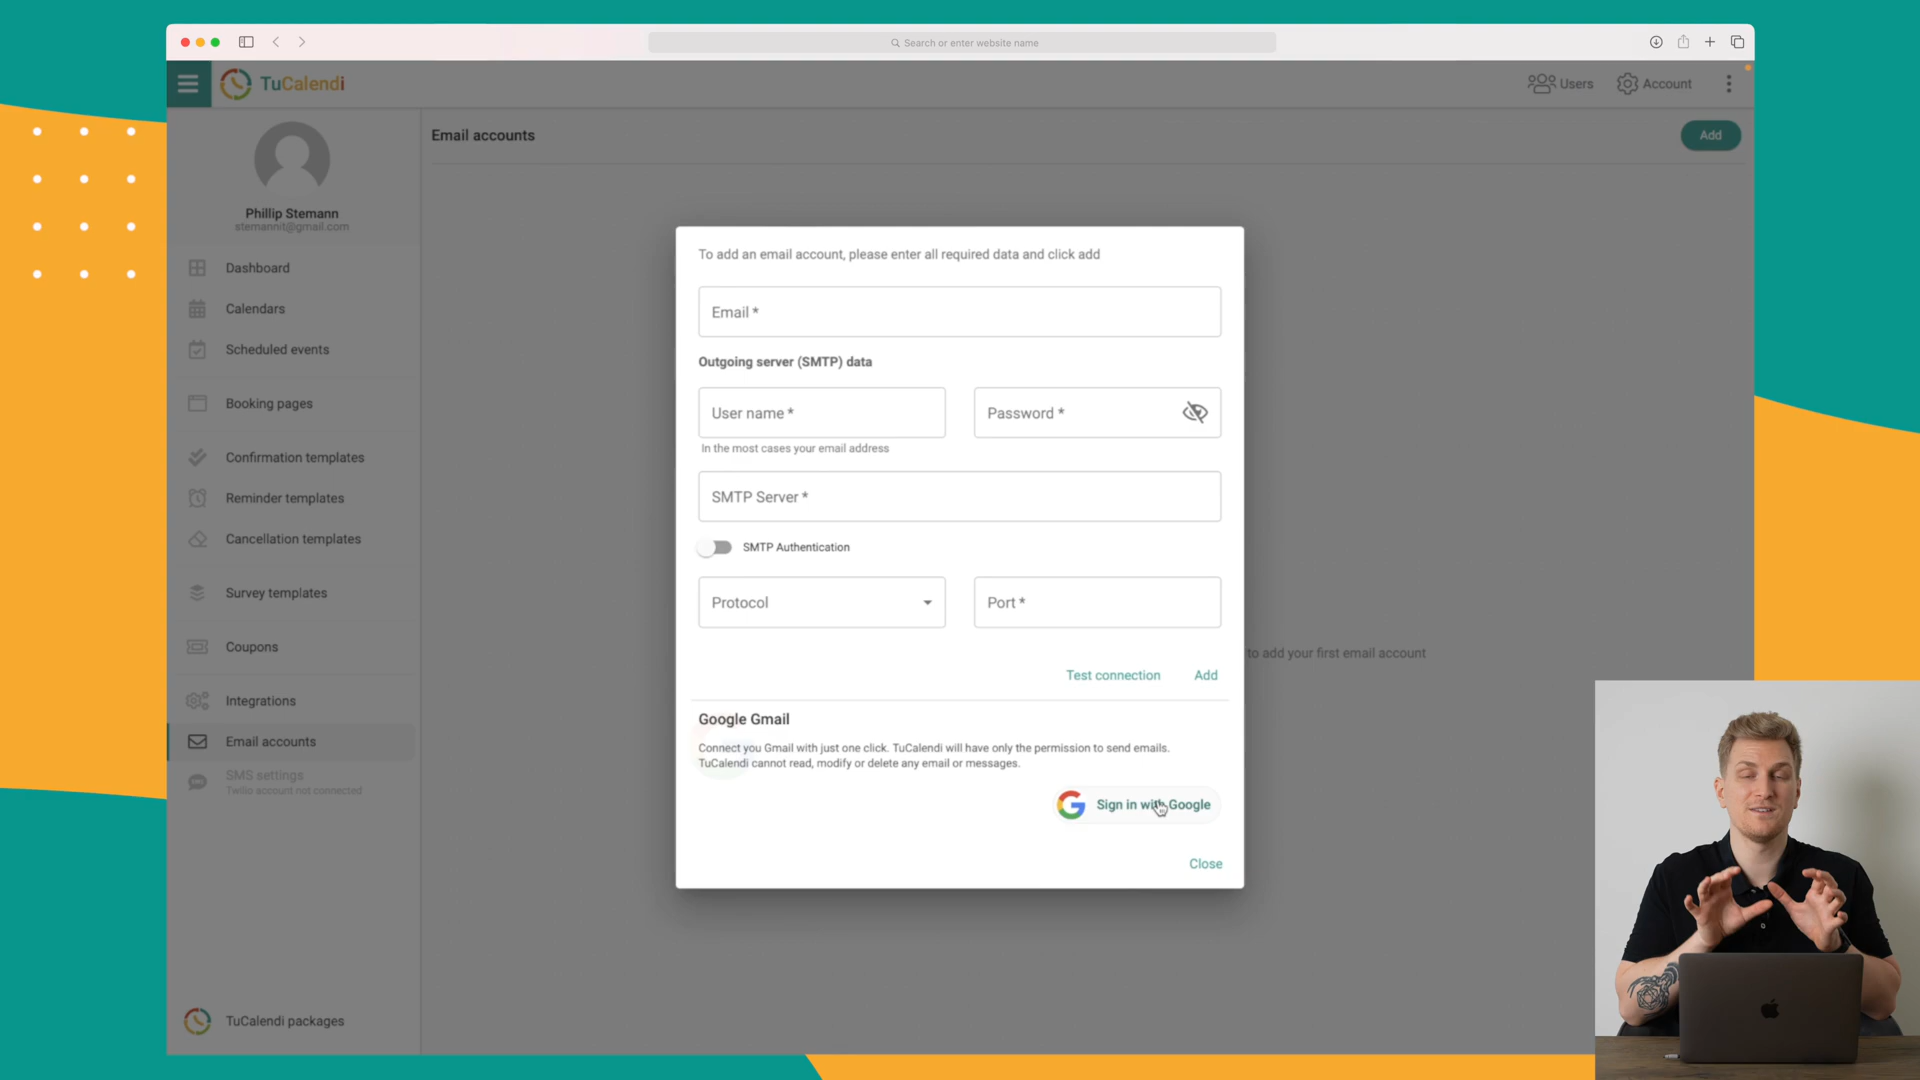 Search or enter website name
TuCalendi
Users
Account
Phillip Stemann
stemannit@gmail.com
Dashboard
Calendars
Scheduled events
Booking pages
Confirmation templates
Reminder templates
Cancellation templates
Survey templates
Coupons
Integrations
Email accounts
SMS settings
Twilio account not connected
TuCalendi packages
Email accounts
Add
To add an email account, please enter all required data and click add
Email *
Outgoing server (SMTP) data
User name *
Password *
In the most cases your email address
SMTP Server *
SMTP Authentication
Protocol
Port *
to add your first email account
Test connection
Add
Google Gmail
Connect you Gmail with just one click. TuCalendi will have only the permission to send emails.
TuCalendi cannot read, modify or delete any email or messages.
Sign in with Google
Close